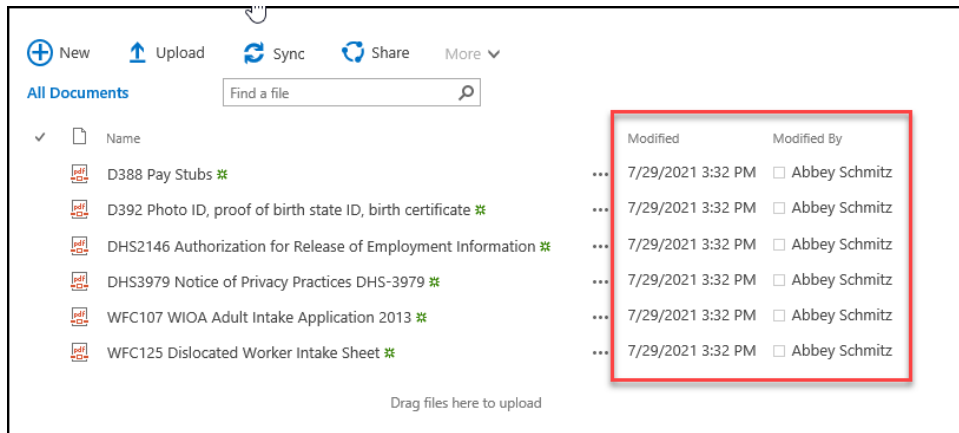 New Upload Sync Share More
All Documents Find a file
Name Modified Modified By
D388 Pay Stubs ... 7/29/2021 3:32 PM Abbey Schmitz
D392 Photo ID, proof of birth state ID, birth certificate ... 7/29/2021 3:32 PM Abbey Schmitz
DHS2146 Authorization for Release of Employment Information ... 7/29/2021 3:32 PM Abbey Schmitz
DHS3979 Notice of Privacy Practices DHS-3979 ... 7/29/2021 3:32 PM Abbey Schmitz
WFC107 WIOA Adult Intake Application 2013 ... 7/29/2021 3:32 PM Abbey Schmitz
WFC125 Dislocated Worker Intake Sheet ... 7/29/2021 3:32 PM Abbey Schmitz
Drag files here to upload